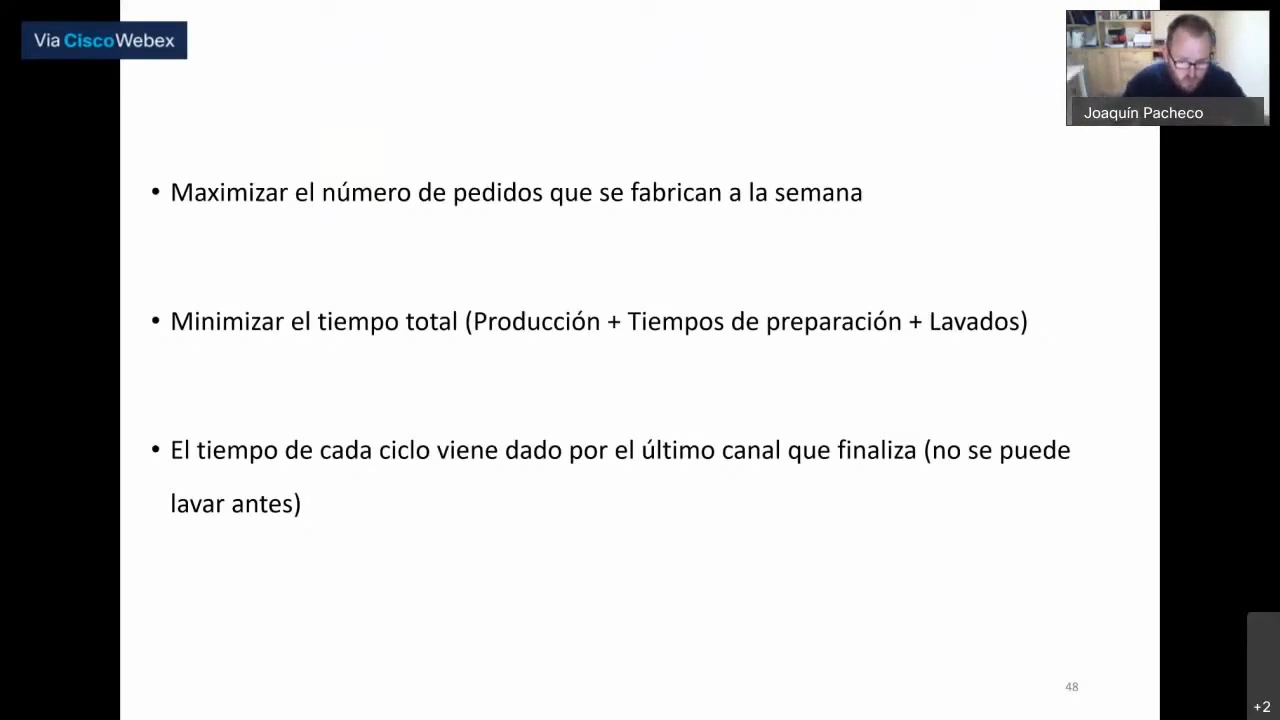 Via CiscoWebex
Joaquín Pacheco
• Maximizar el número de pedidos que se fabrican a la semana
• Minimizar el tiempo total (Producción + Tiempos de preparación + Lavados)
• El tiempo de cada ciclo viene dado por el último canal que finaliza (no se puede
lavar antes)
48
+2